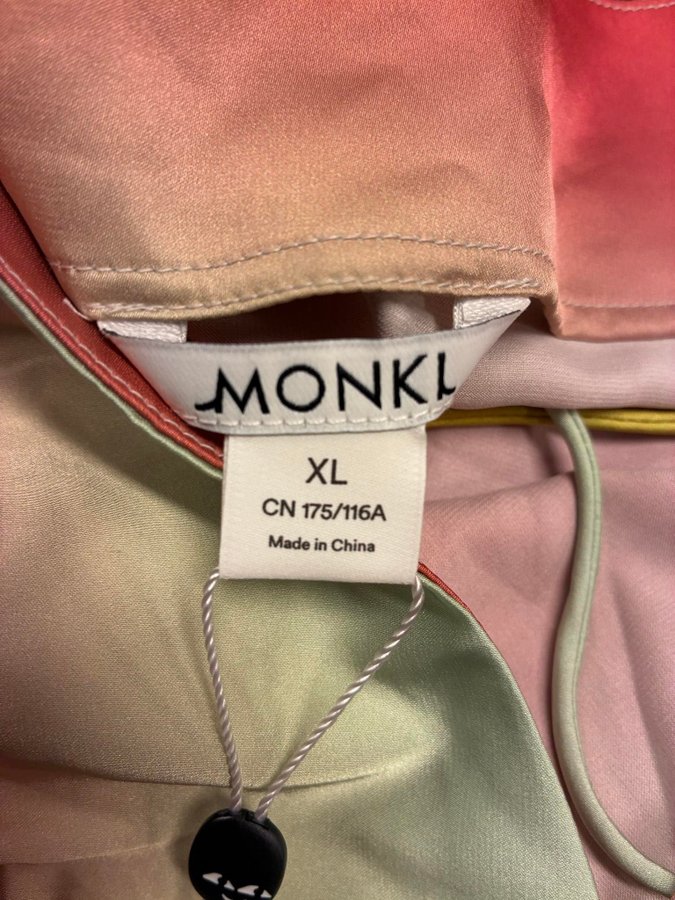 MONKI
XL
CN 175/116A
Made in China